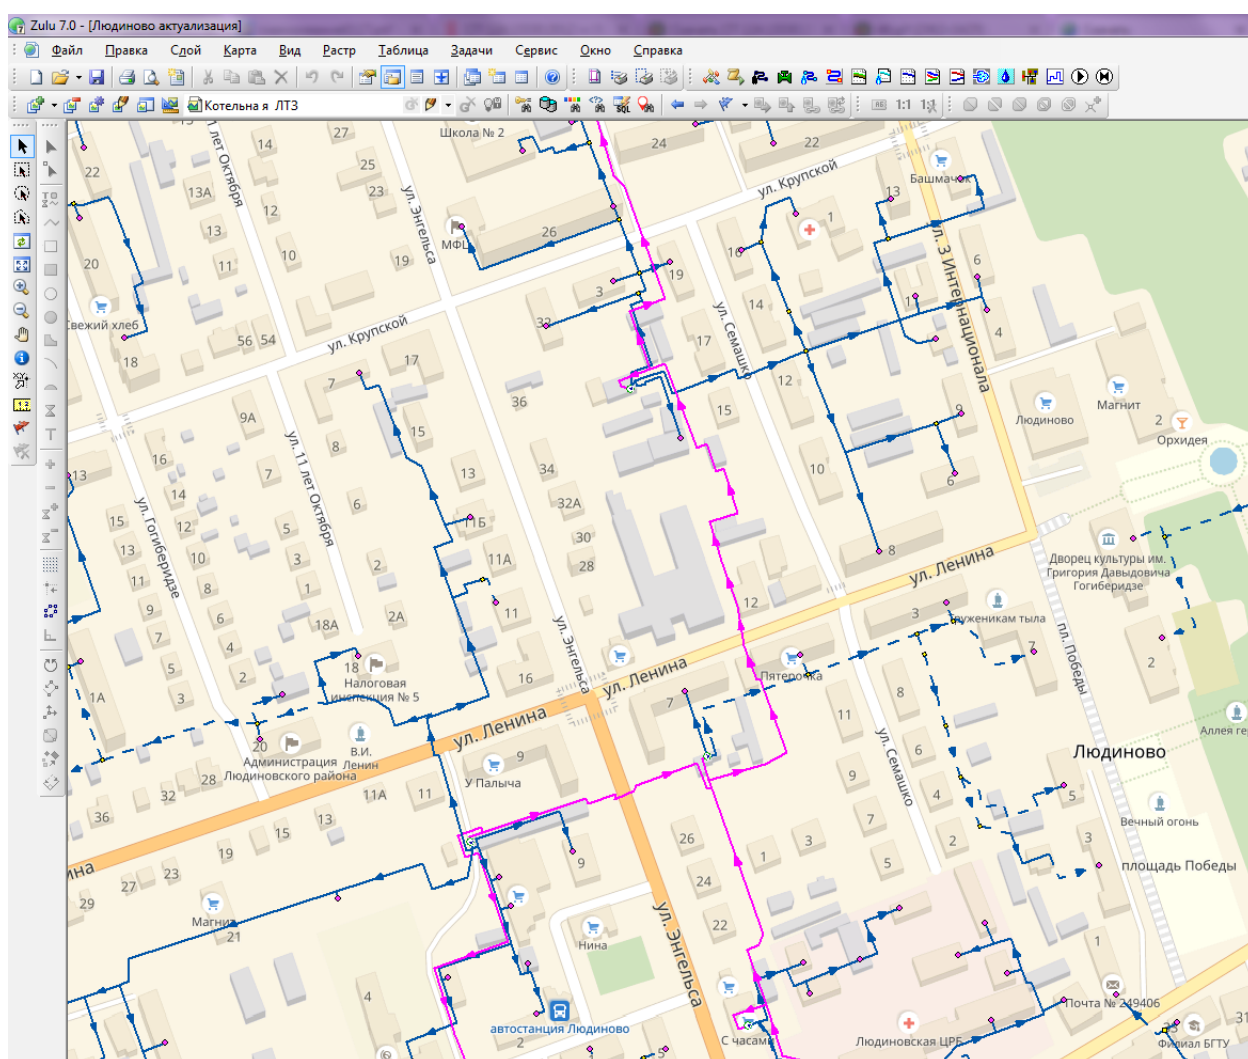 Zulu 7.0 - [Людиново актуализация]
Файл Правка Слой Карта Вид Растр Таблица Задачи Сервис Окно Справка
Котельная ЛТЗ
SQL
1:1
Школа № 2
27
24
22
14
25
23
22
13А
12
13
10
11
19
20
26
МФЦ
ул. Энгельса
ул. Крупской
Башмачок
13
1
16
6
19
3
14
4
17
32
ул. 3 Интернационала
ул. Семашко
Свежий хлеб
18
56 54
ул. Крупской
17
7
36
12
15
Людиново
Магнит
2
Орхидея
9А
8
15
16
13
7
34
13
10
9
6
14
ул. 11 лет Октября
6
32А
15
12
5
11Б
30
13
10
3
2
11А
28
8
ул. Ленина
11
8
1
9
ул. Гогиберидзе
6
18А
2А
11
12
3
Труженикам тыла
Дворец культуры им.
Григория Давыдовича
Гогиберидзе
7
4
5
2
18
Налоговая
инспекция № 5
16
ул. Энгельса
ул. Ленина
Пятерочка
7
пл. Победы
2
1А
3
7
8
11
Аллея гер
20
Администрация
Людиновского района
В.И.
Ленин
ул. Ленина
6
ул. Семашко
Людиново
28
32
11А
11
У Палыча
9
9
4
5
36
15
13
7
Вечный огонь
19
26
3
2
3
ина
27
23
1
5
9
площадь Победы
29
24
Магнит
21
22
ул. Энгельса
Нина
1
4
Почта № 249406
автостанция Людиново
2
С часами
Людиновская ЦРБ
31
Филиал БГТУ
5